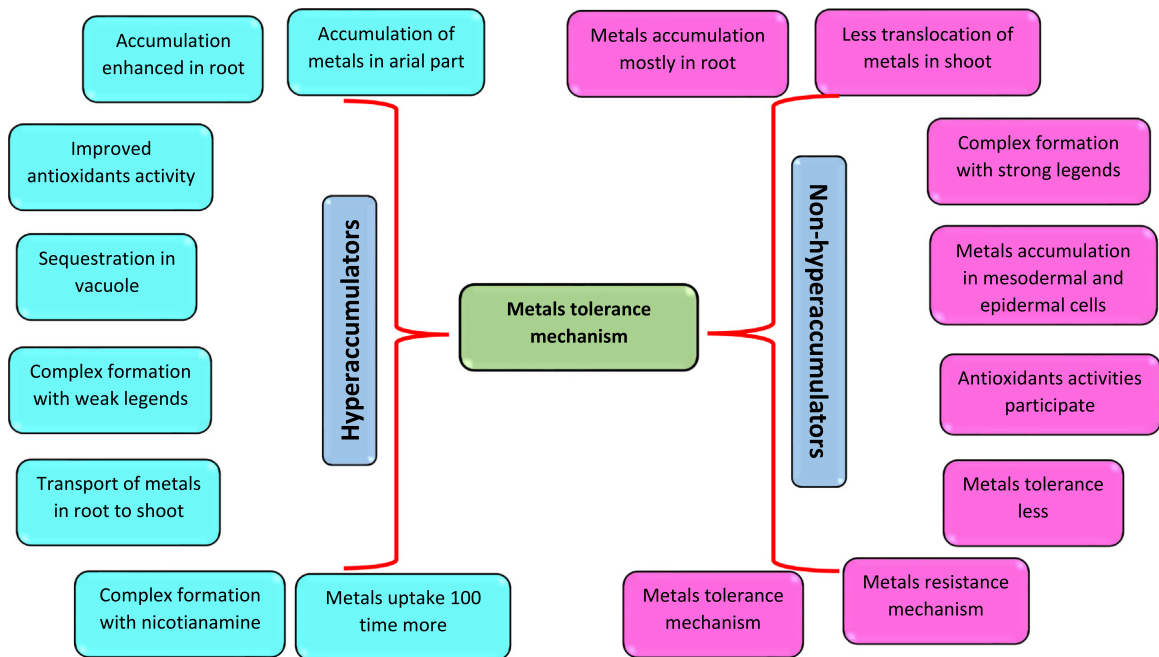 Accumulation
enhanced in root
Accumulation of
metals in arial part
Metals accumulation
mostly in root
Less translocation of
metals in shoot
Improved
antioxidants activity
Sequestration in
vacuole
Complex formation
with weak legends
Transport of metals
in root to shoot
Complex formation
with nicotianamine
Metals uptake 100
time more
Hyperaccumulators
Metals tolerance
mechanism
Non-hyperaccumulators
Complex formation
with strong legends
Metals accumulation
in mesodermal and
epidermal cells
Antioxidants activities
participate
Metals tolerance
less
Metals tolerance
mechanism
Metals resistance
mechanism